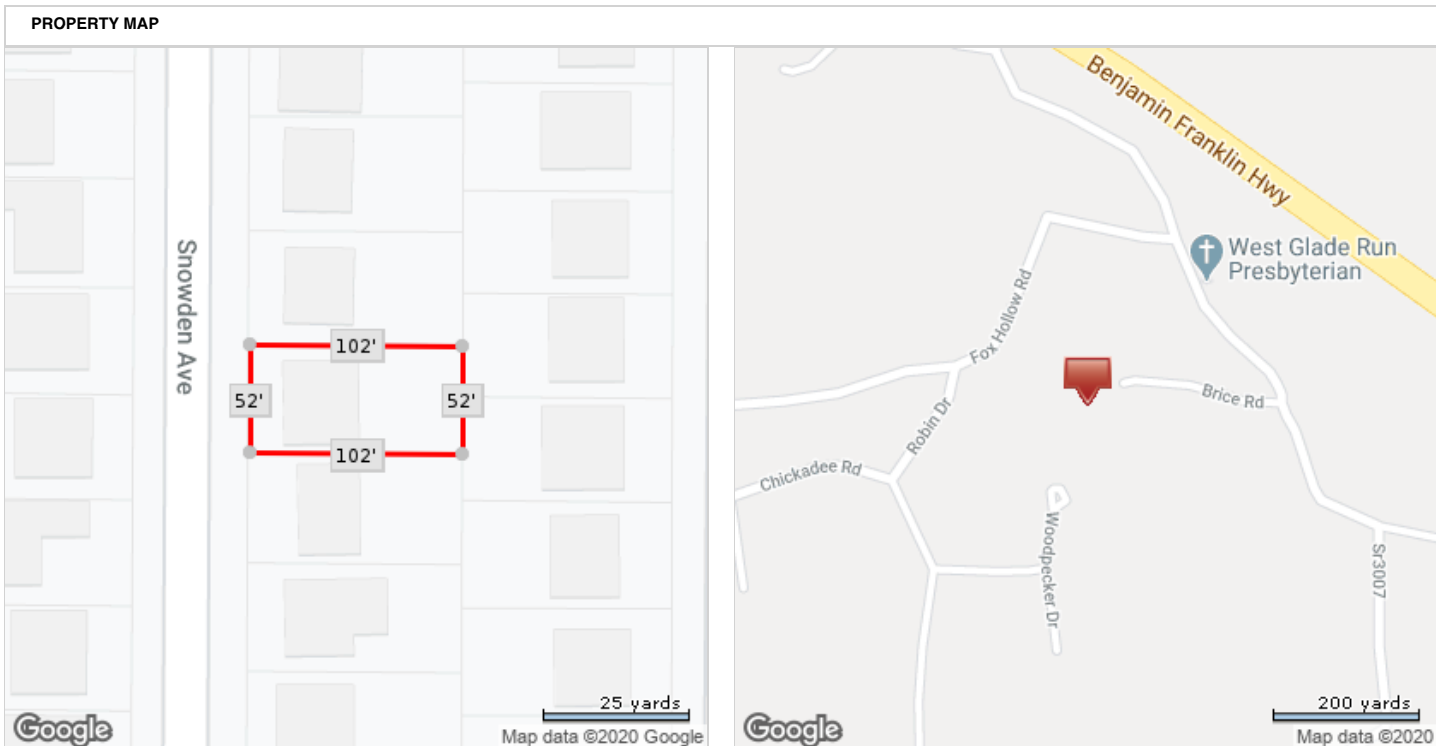 PROPERTY MAP
Snowden Ave
102'
52'
52'
102'
25 yards
Google
Map data ©2020 Google
Benjamin Franklin Hwy
West Glade Run
Presbyterian
Fox Hollow Rd
Brice Rd
Robin Dr
Chickadee Rd
Woodpecker Dr
Sr3007
200 yards
Google
Map data ©2020